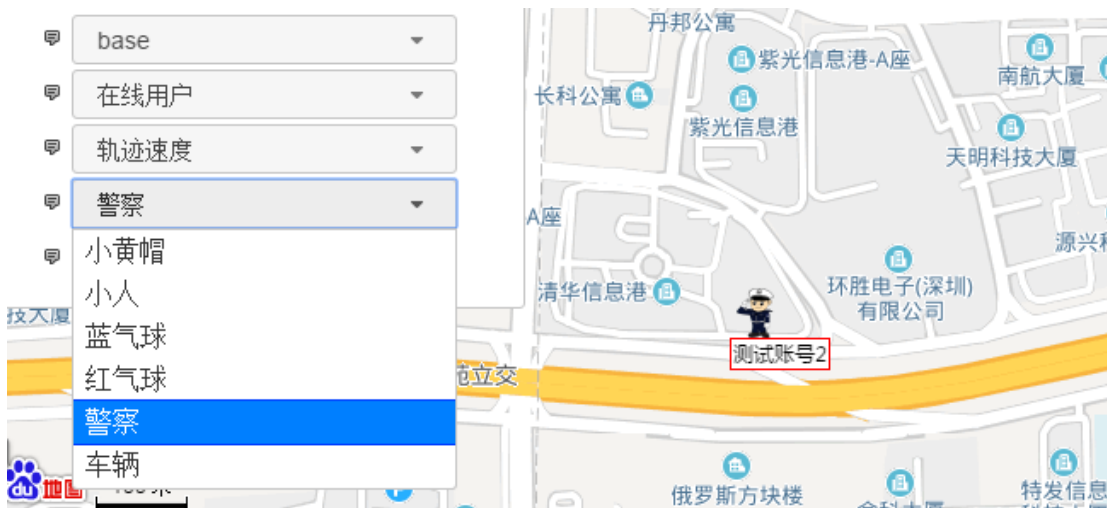 base
在线用户
轨迹速度
警察
小黄帽
小人
蓝气球
红气球
警察
车辆
丹邦公寓
紫光信息港-A座
南航大厦
长科公寓
紫光信息港
天明科技大厦
A座
源兴科
环胜电子(深圳)
有限公司
清华信息港
技大厦
测试账号2
苑立交
du 地图
俄罗斯方块楼
特发信息